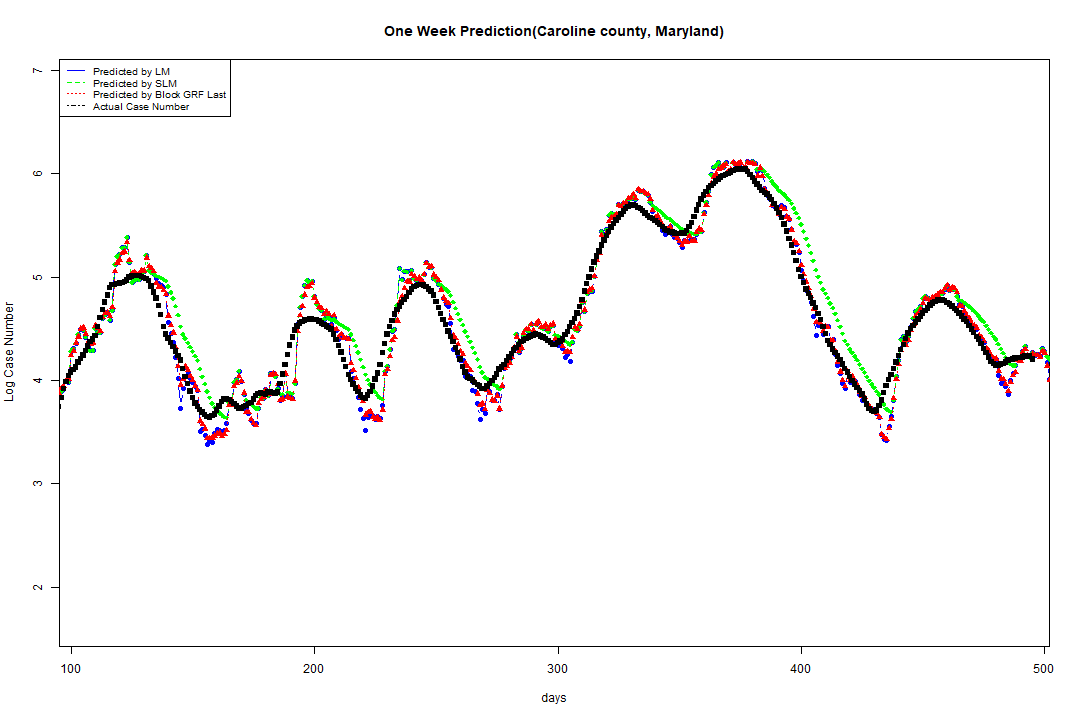 One Week Prediction(Caroline county, Maryland)
Predicted by LM
Predicted by SLM
Predicted by Block GRF Last
Actual Case Number
7
6
5
4
3
2
Log Case Number
100 200 300 400 500
days